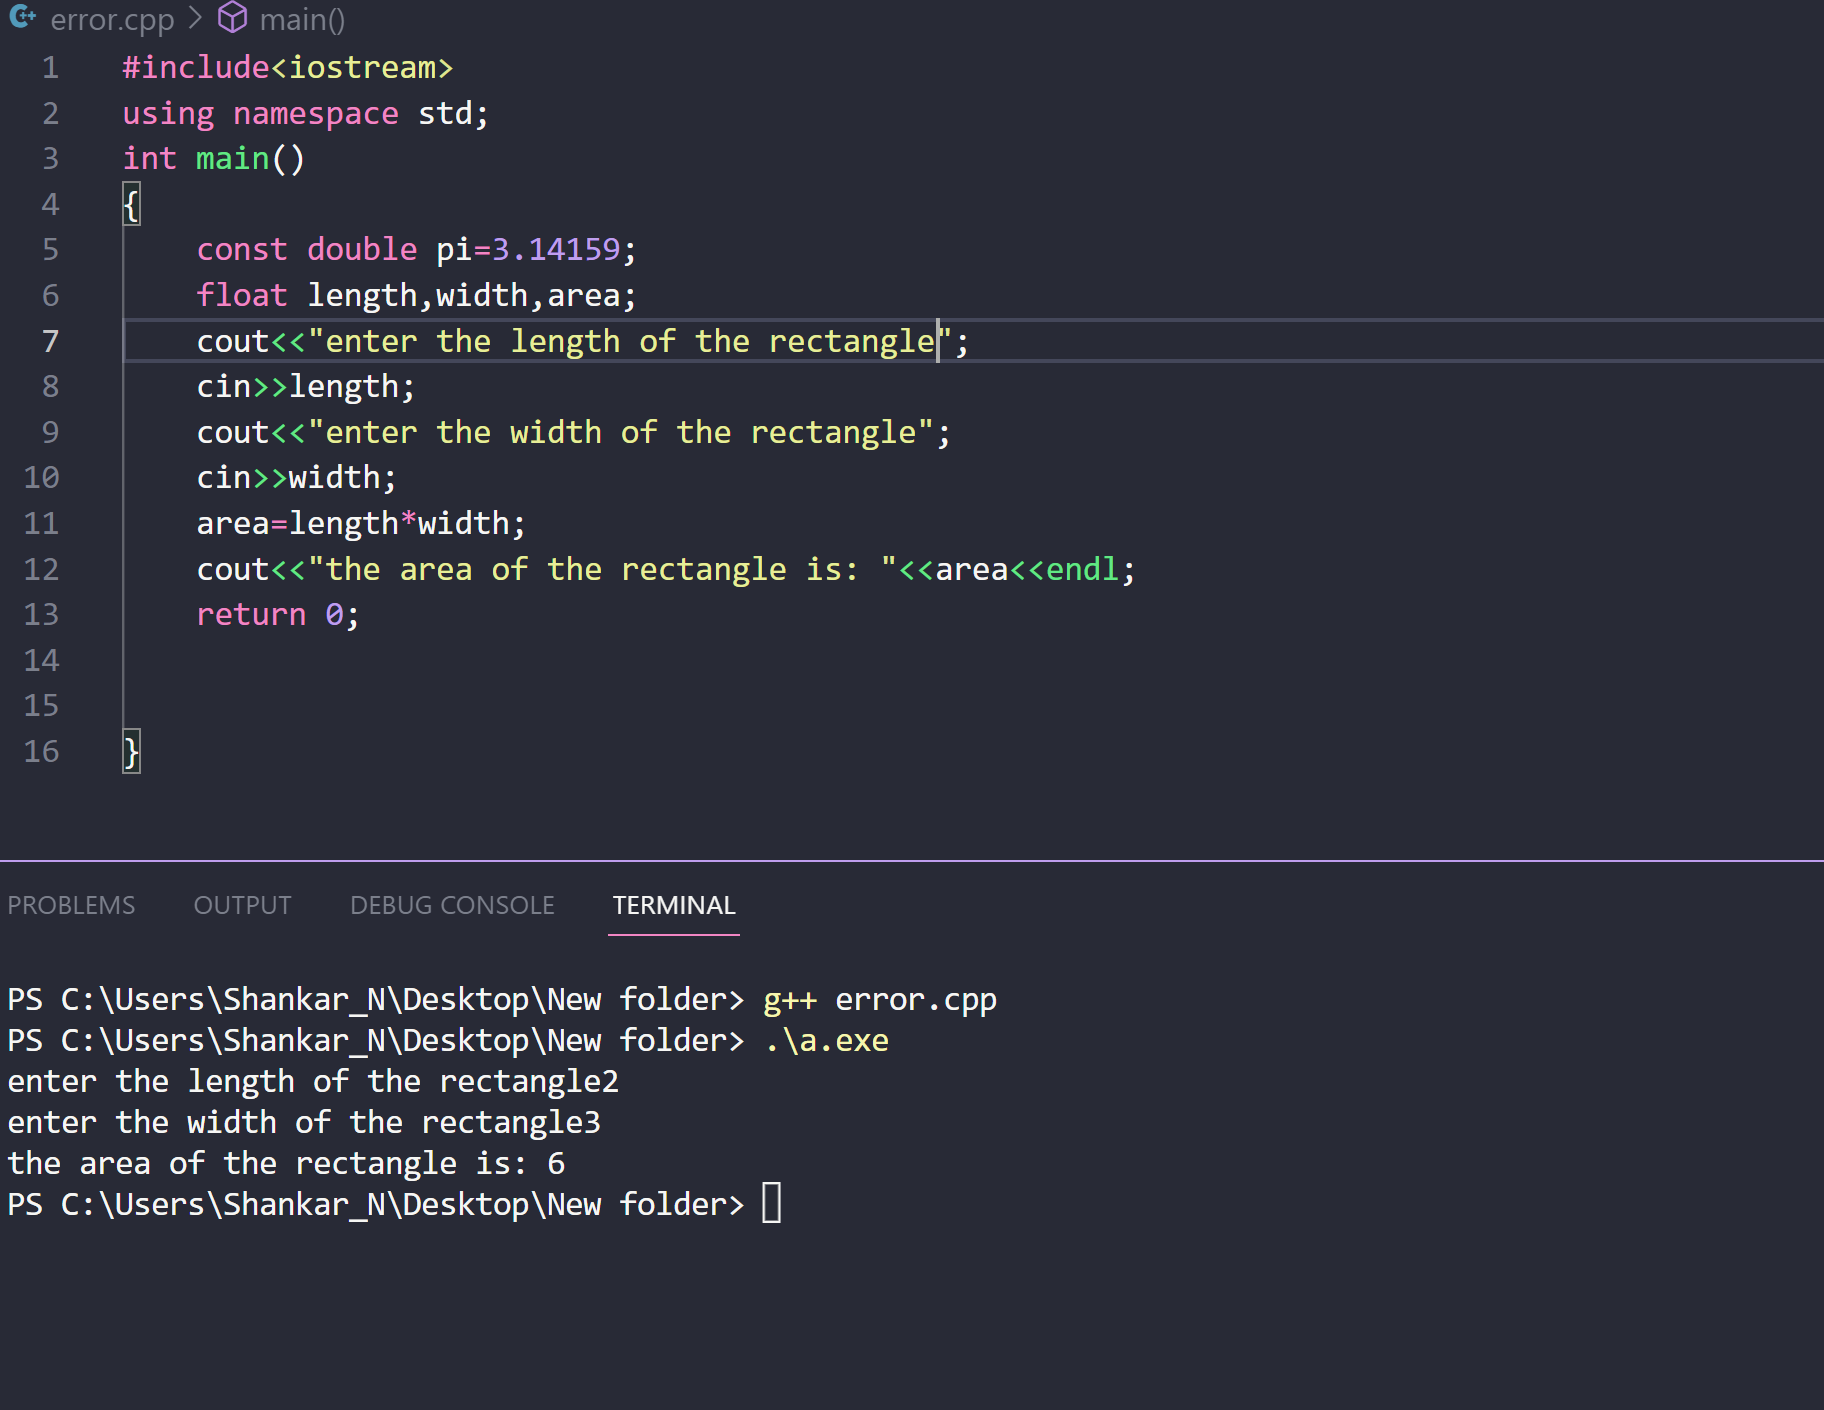 error.cpp > main()
1 #include<iostream>
2 using namespace std;
3 int main()
4 {
5     const double pi=3.14159;
6     float length,width,area;
7     cout<<"enter the length of the rectangle";
8     cin>>length;
9     cout<<"enter the width of the rectangle";
10     cin>>width;
11     area=length*width;
12     cout<<"the area of the rectangle is: "<<area<<endl;
13     return 0;
14
15
16 }
PROBLEMS OUTPUT DEBUG CONSOLE TERMINAL
PS C:\Users\Shankar_N\Desktop\New folder> g++ error.cpp
PS C:\Users\Shankar_N\Desktop\New folder> .\a.exe
enter the length of the rectangle2
enter the width of the rectangle3
the area of the rectangle is: 6
PS C:\Users\Shankar_N\Desktop\New folder>